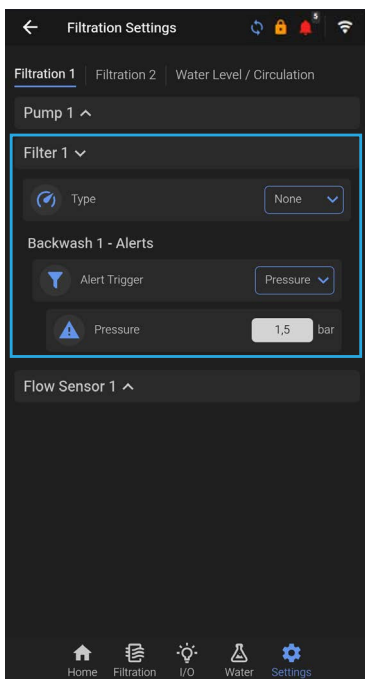 Filtration Settings
5
Filtration 1 Filtration 2 Water Level / Circulation
Pump 1
Filter 1
Type None
Backwash 1 - Alerts
Alert Trigger Pressure
Pressure 1,5 bar
Flow Sensor 1
Home Filtration I/O Water Settings